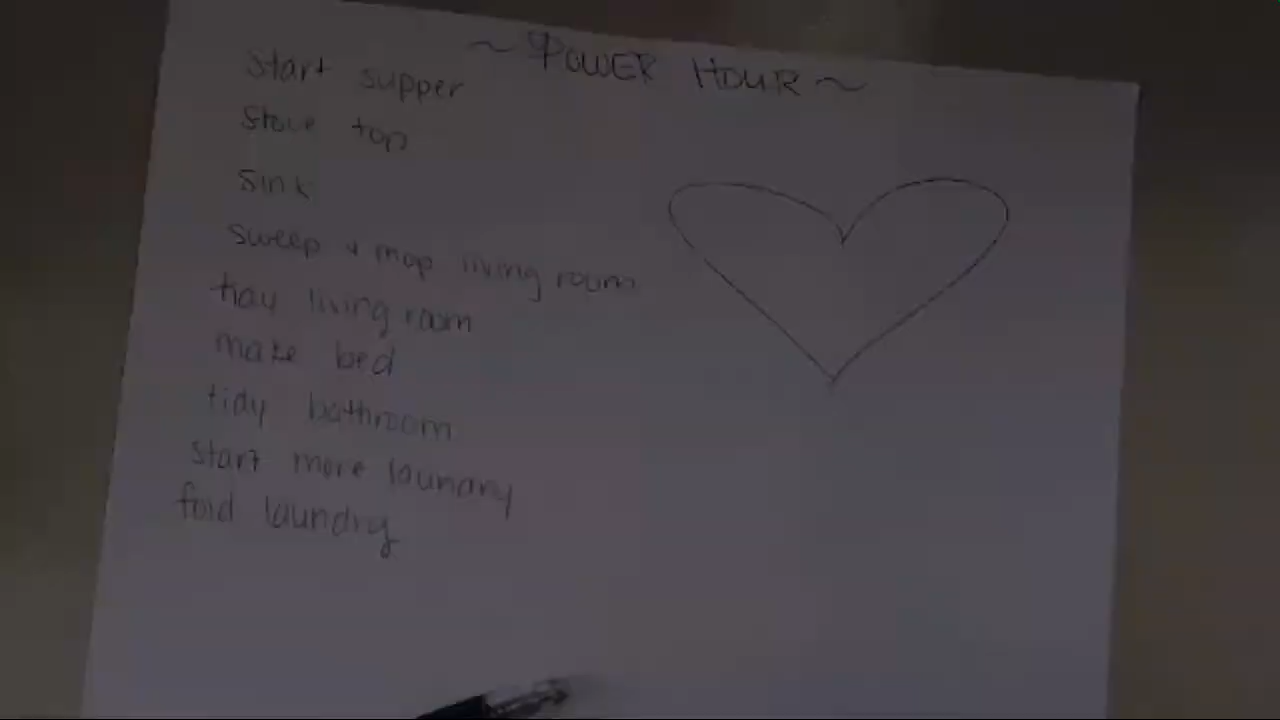 ~ POWER HOUR ~
start supper
stove top
sink
sweep + mop living room
tidy living room
make bed
tidy bathroom
start more laundry
fold laundry